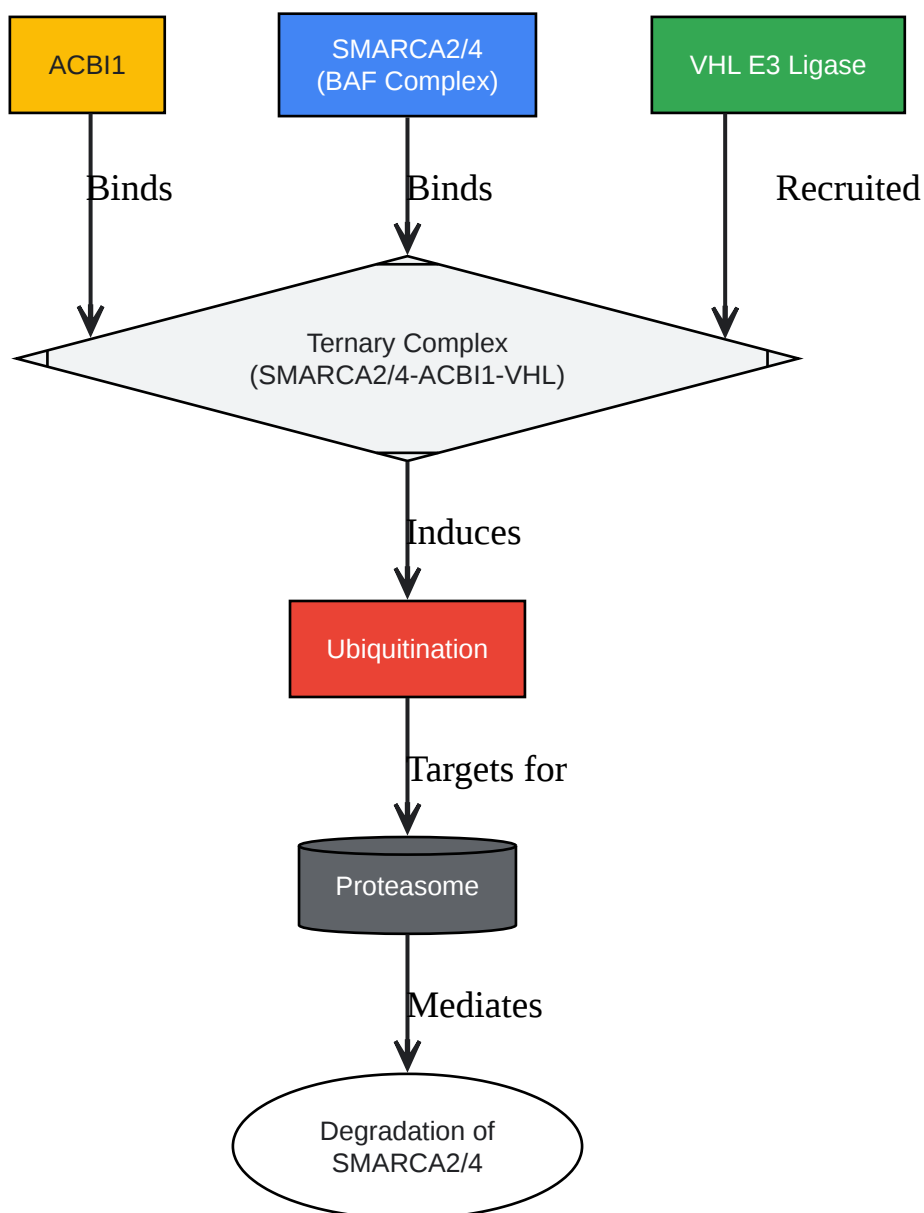 ACBI1
SMARCA2/4
(BAF Complex)
VHL E3 Ligase
Binds
Binds
Recruited
Ternary Complex
(SMARCA2/4-ACBI1-VHL)
Induces
Ubiquitination
Targets for
Proteasome
Mediates
Degradation of
SMARCA2/4